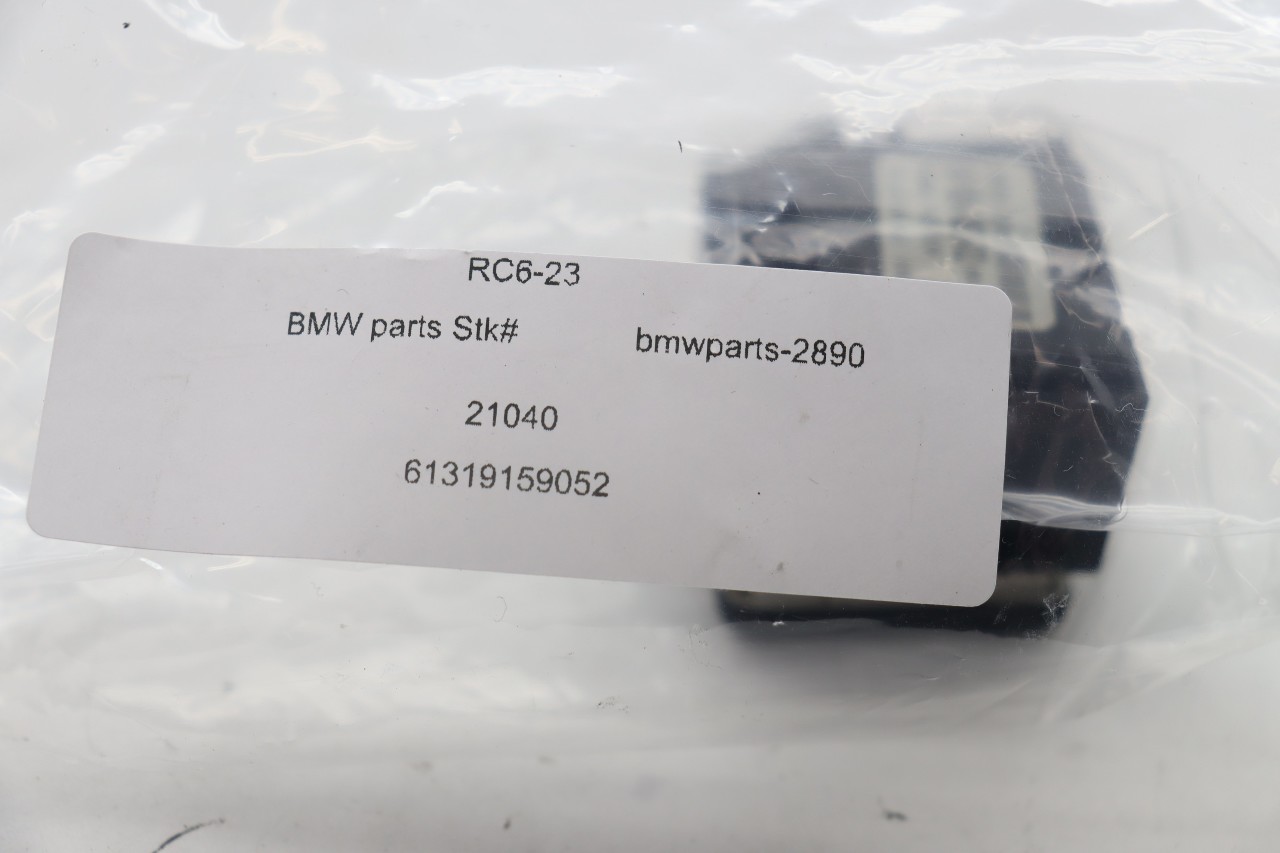 RC6-23
BMW parts Stk# bmwparts-2890
21040
61319159052